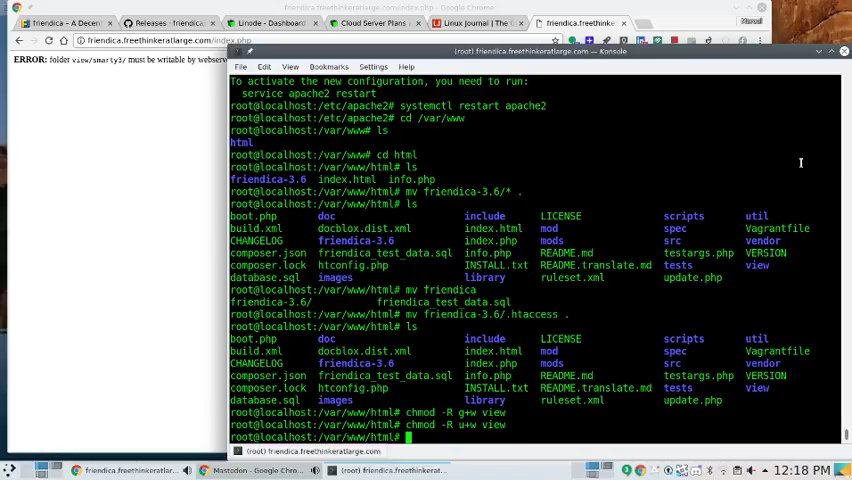 friendica.freethinkeratlarge.com/index.php - Google Chrome
friendica – A Decen
Releases · friendica
Linode - Dashboard
Cloud Server Plans
Linux Journal | The C
friendica.freethink
Manuel
friendica.freethinkeratlarge.com/index.php
ERROR: folder view/smarty3/ must be writable by webserve
(root) friendica.freethinkeratlarge.com — Konsole
File Edit View Bookmarks Settings Help
To activate the new configuration, you need to run:
service apache2 restart
root@localhost:/etc/apache2# systemctl restart apache2
root@localhost:/etc/apache2# cd /var/www
root@localhost:/var/www# ls
html
root@localhost:/var/www# cd html
root@localhost:/var/www/html# ls
friendica-3.6 index.html info.php
root@localhost:/var/www/html# mv friendica-3.6/* .
root@localhost:/var/www/html# ls
boot.php doc include LICENSE scripts util
build.xml docblox.dist.xml index.html mod spec Vagrantfile
CHANGELOG friendica-3.6 index.php mods src vendor
composer.json friendica_test_data.sql info.php README.md testargs.php VERSION
composer.lock htconfig.php INSTALL.txt README.translate.md tests view
database.sql images library ruleset.xml update.php
root@localhost:/var/www/html# mv friendica
friendica-3.6/ friendica_test_data.sql
root@localhost:/var/www/html# mv friendica-3.6/.htaccess .
root@localhost:/var/www/html# ls
boot.php doc include LICENSE scripts util
build.xml docblox.dist.xml index.html mod spec Vagrantfile
CHANGELOG friendica-3.6 index.php mods src vendor
composer.json friendica_test_data.sql info.php README.md testargs.php VERSION
composer.lock htconfig.php INSTALL.txt README.translate.md tests view
database.sql images library ruleset.xml update.php
root@localhost:/var/www/html# chmod -R g+w view
root@localhost:/var/www/html# chmod -R u+w view
root@localhost:/var/www/html#
(root) friendica.freethinkeratlarge.com
friendica.freethinkeratlarge...
Mastodon - Google Chro...
(root) friendica.freethinkerat...
12:18 PM